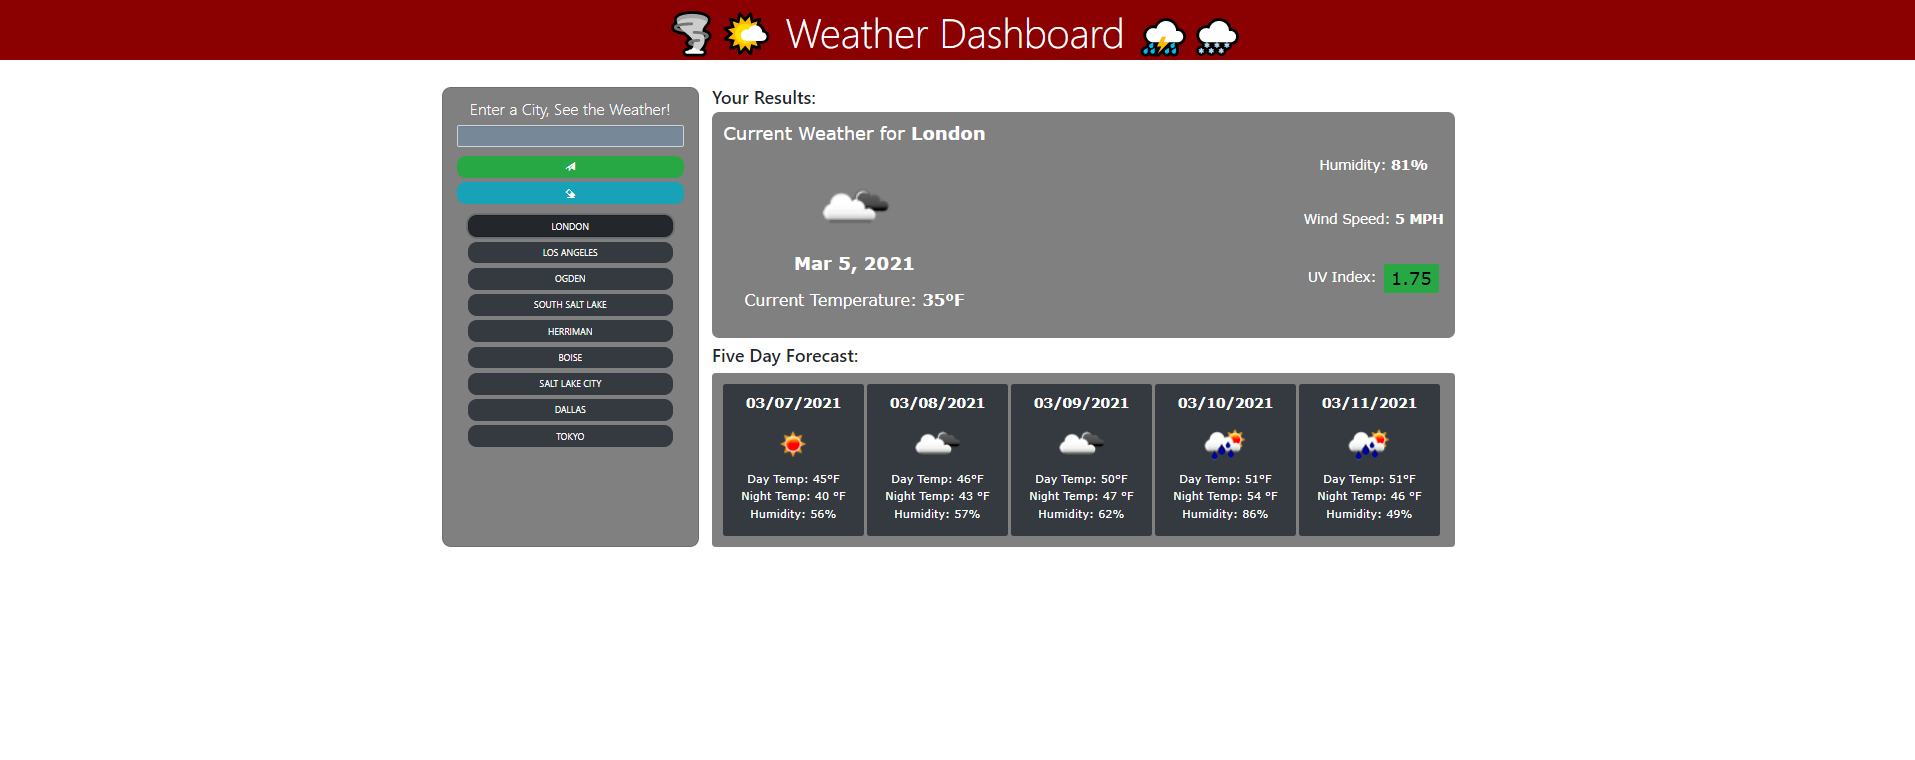 Weather Dashboard
Enter a City, See the Weather!
LONDON
LOS ANGELES
OGDEN
SOUTH SALT LAKE
HERRIMAN
BOISE
SALT LAKE CITY
DALLAS
TOKYO
Your Results:
Current Weather for London
Mar 5, 2021
Current Temperature: 35°F
Humidity: 81%
Wind Speed: 5 MPH
UV Index: 1.75
Five Day Forecast:
03/07/2021
Day Temp: 45°F
Night Temp: 40 °F
Humidity: 56%
03/08/2021
Day Temp: 46°F
Night Temp: 43 °F
Humidity: 57%
03/09/2021
Day Temp: 50°F
Night Temp: 47 °F
Humidity: 62%
03/10/2021
Day Temp: 51°F
Night Temp: 54 °F
Humidity: 86%
03/11/2021
Day Temp: 51°F
Night Temp: 46 °F
Humidity: 49%